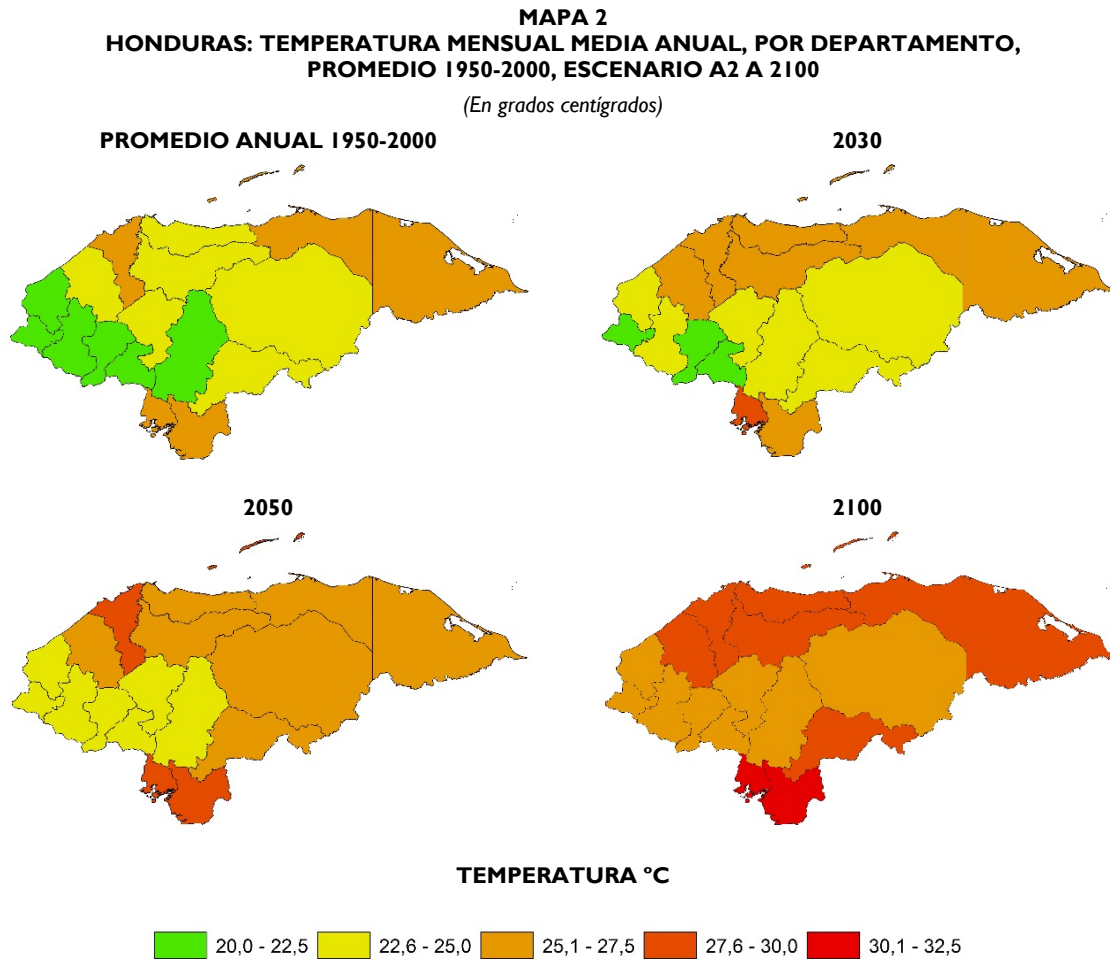 MAPA 2
HONDURAS: TEMPERATURA MENSUAL MEDIA ANUAL, POR DEPARTAMENTO,
PROMEDIO 1950-2000, ESCENARIO A2 A 2100
(En grados centígrados)
PROMEDIO ANUAL 1950-2000
2030
2050
2100
TEMPERATURA ºC
20,0 - 22,5
22,6 - 25,0
25,1 - 27,5
27,6 - 30,0
30,1 - 32,5